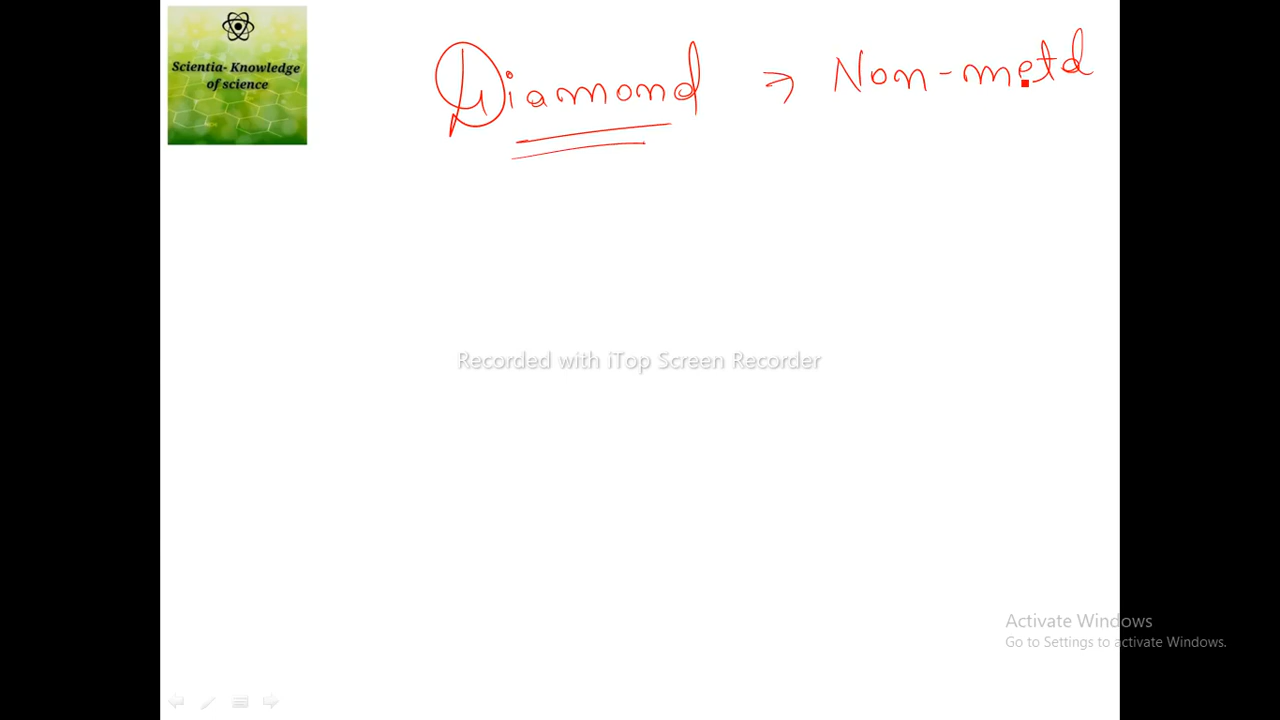 Scientia- Knowledge
of science
Diamond → Non-metal
Recorded with iTop Screen Recorder
Activate Windows
Go to Settings to activate Windows.